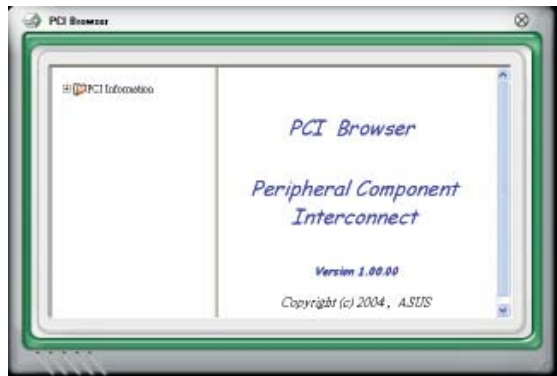 PCI Browser
PCI Information
PCI Browser
Peripheral Component
Interconnect
Version 1.00.00
Copyright (c) 2004, ASUS